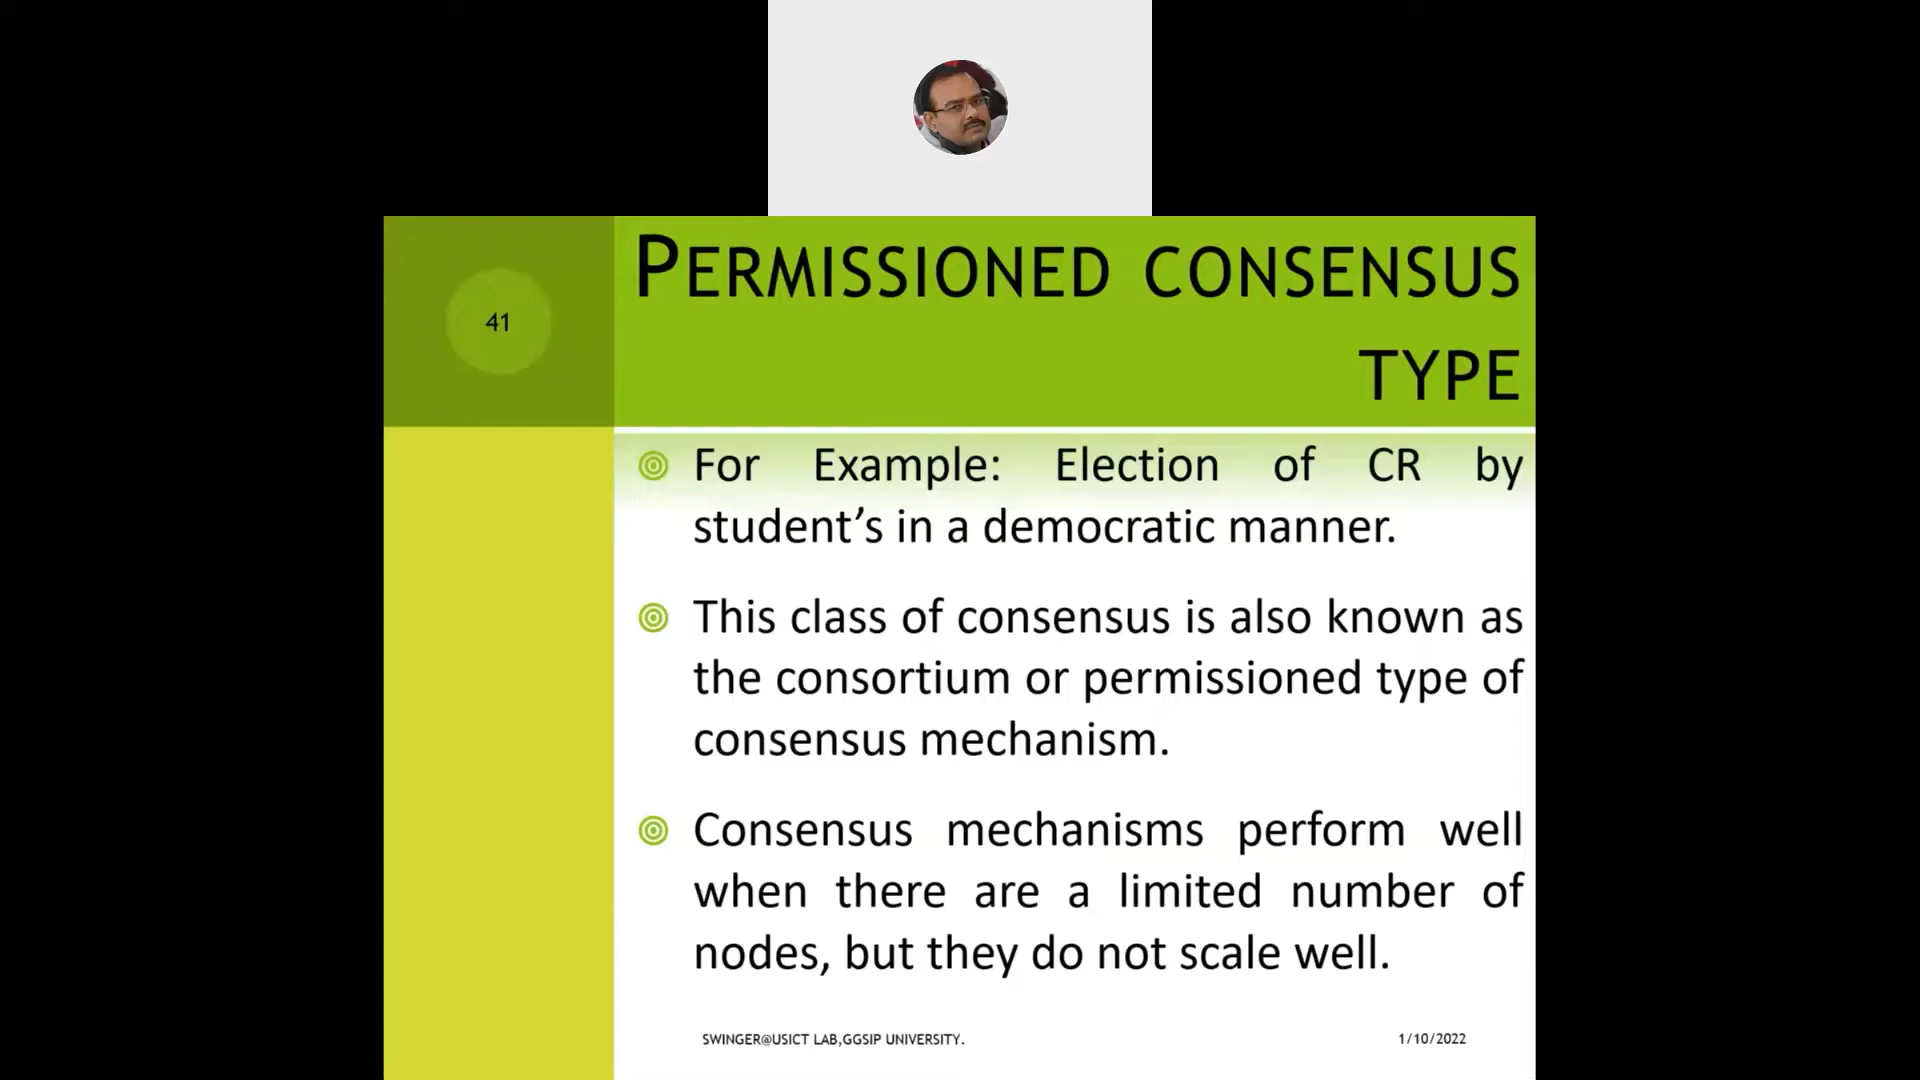 41
PERMISSIONED CONSENSUS
TYPE
For Example: Election of CR by
student’s in a democratic manner.
This class of consensus is also known as
the consortium or permissioned type of
consensus mechanism.
Consensus mechanisms perform well
when there are a limited number of
nodes, but they do not scale well.
SWINGER@USICT LAB,GGSIP UNIVERSITY.
1/10/2022